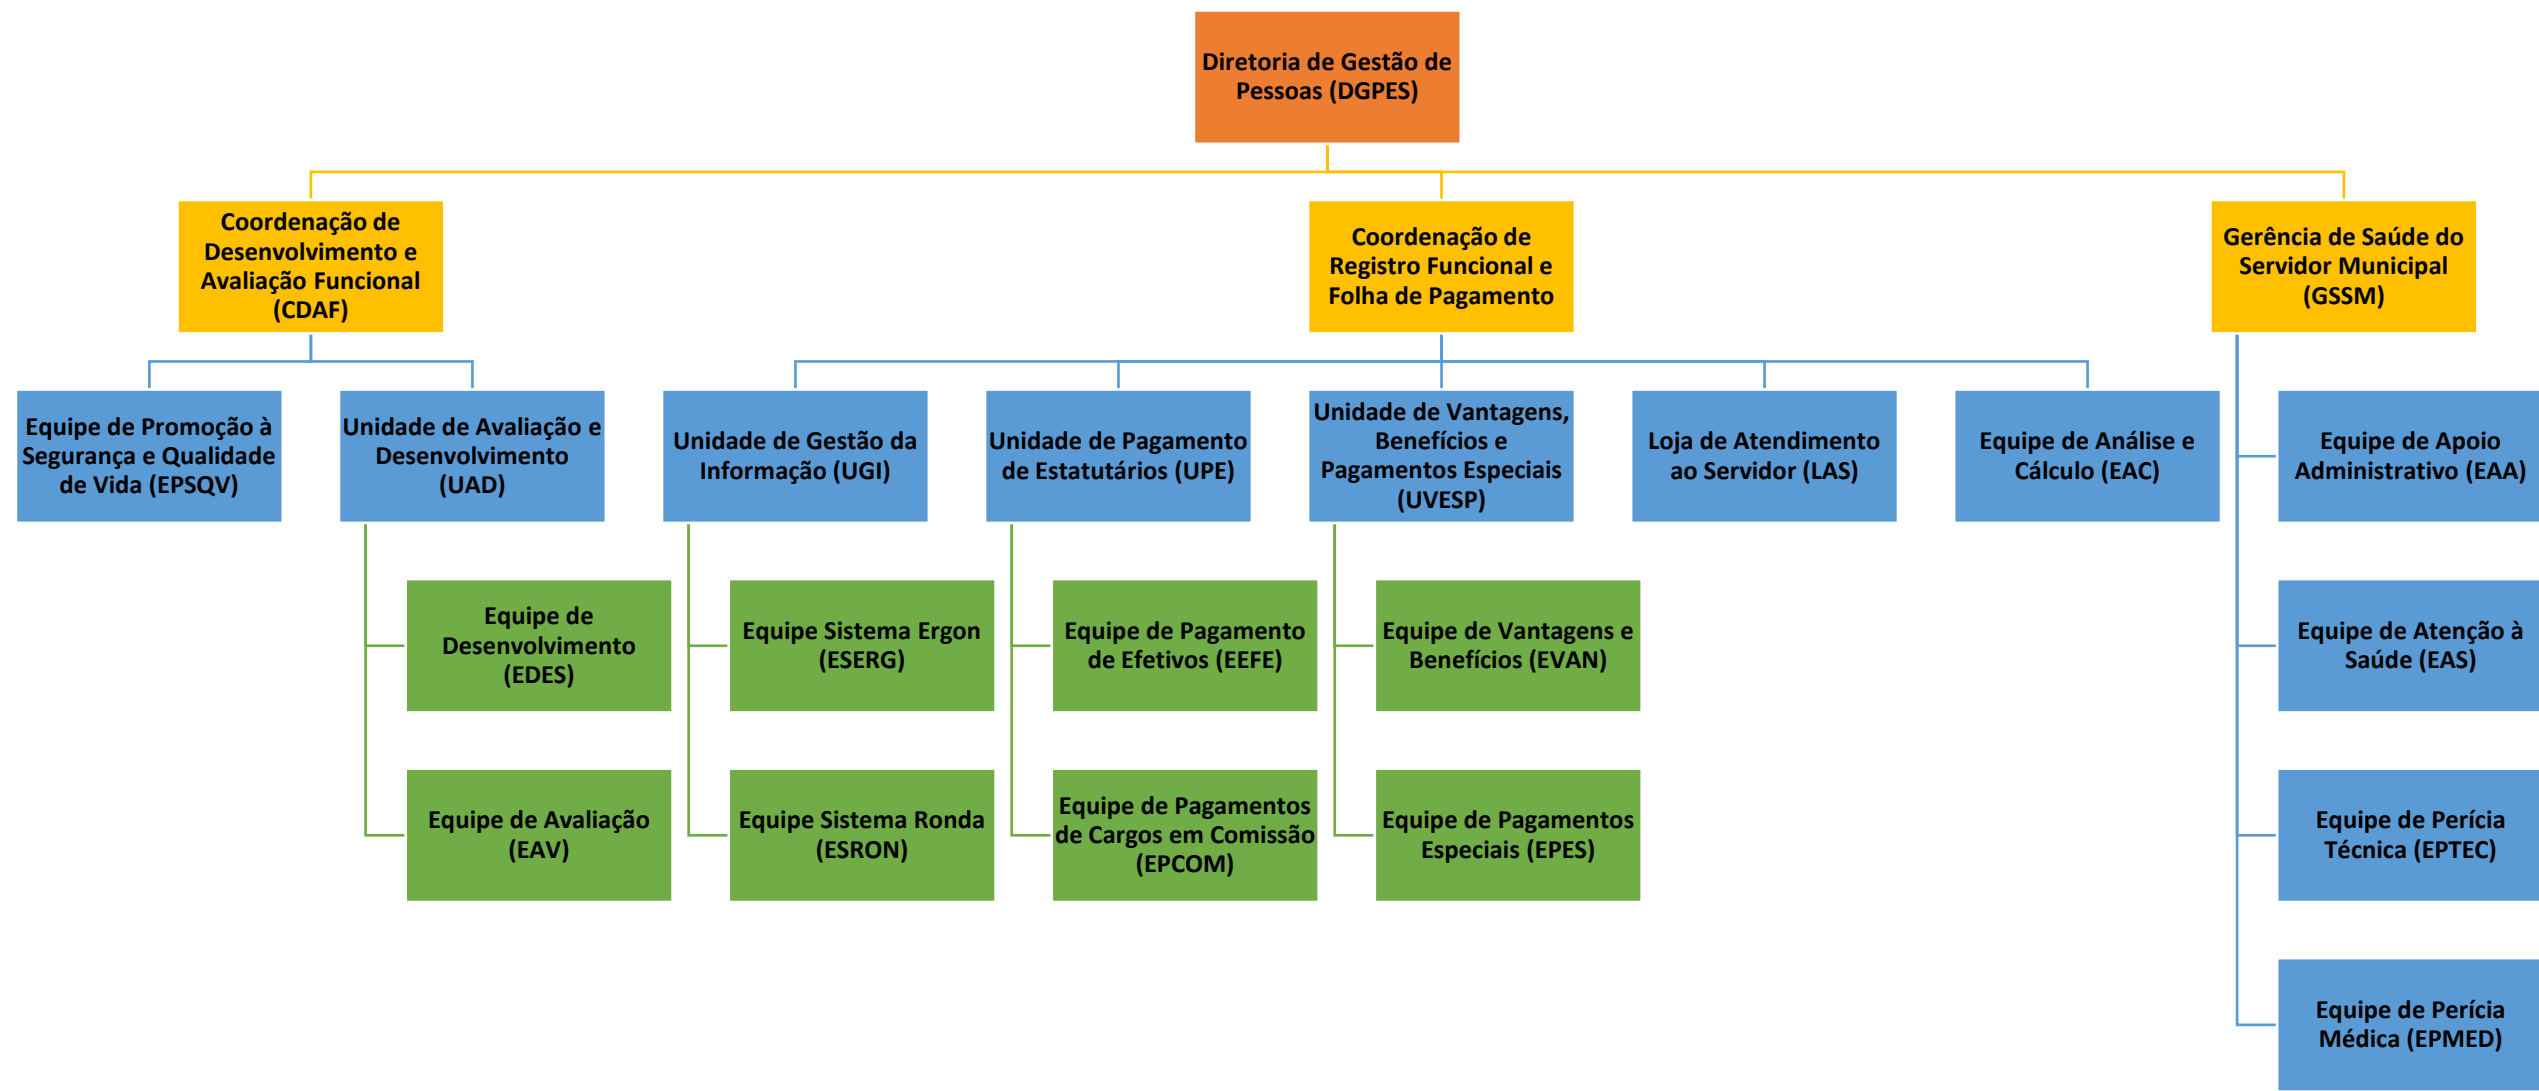 Diretoria de Gestão de
Pessoas (DGPES)
Coordenação de
Desenvolvimento e
Avaliação Funcional
(CDAF)
Coordenação de
Registro Funcional e
Folha de Pagamento
Gerência de Saúde do
Servidor Municipal
(GSSM)
Equipe de Promoção à
Segurança e Qualidade
de Vida (EPSQV)
Unidade de Avaliação e
Desenvolvimento
(UAD)
Unidade de Gestão da
Informação (UGI)
Unidade de Pagamento
de Estatutários (UPE)
Unidade de Vantagens,
Benefícios e
Pagamentos Especiais
(UVESP)
Loja de Atendimento
ao Servidor (LAS)
Equipe de Análise e
Cálculo (EAC)
Equipe de Apoio
Administrativo (EAA)
Equipe de
Desenvolvimento
(EDES)
Equipe Sistema Ergon
(ESERG)
Equipe de Pagamento
de Efetivos (EEFE)
Equipe de Vantagens e
Benefícios (EVAN)
Equipe de Atenção à
Saúde (EAS)
Equipe de Avaliação
(EAV)
Equipe Sistema Ronda
(ESRON)
Equipe de Pagamentos
de Cargos em Comissão
(EPCOM)
Equipe de Pagamentos
Especiais (EPES)
Equipe de Perícia
Técnica (EPTEC)
Equipe de Perícia
Médica (EPMED)